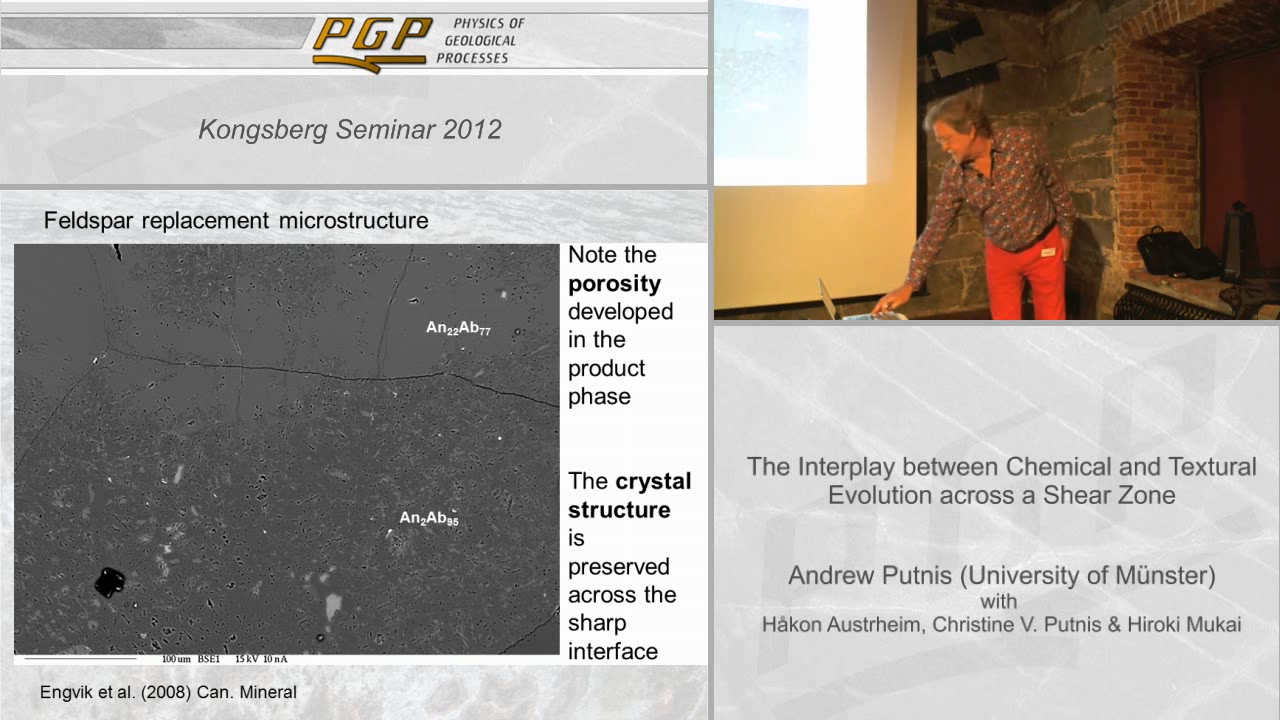 PGP
PHYSICS OF
GEOLOGICAL
PROCESSES
Kongsberg Seminar 2012
Feldspar replacement microstructure
An₂₂Ab₇₇
An₂Ab₉₅
100 um BSE1 15 kV 10 nA
Note the
porosity
developed
in the
product
phase
The crystal
structure
is
preserved
across the
sharp
interface
Engvik et al. (2008) Can. Mineral
The Interplay between Chemical and Textural
Evolution across a Shear Zone
Andrew Putnis (University of Münster)
with
Håkon Austrheim, Christine V. Putnis & Hiroki Mukai